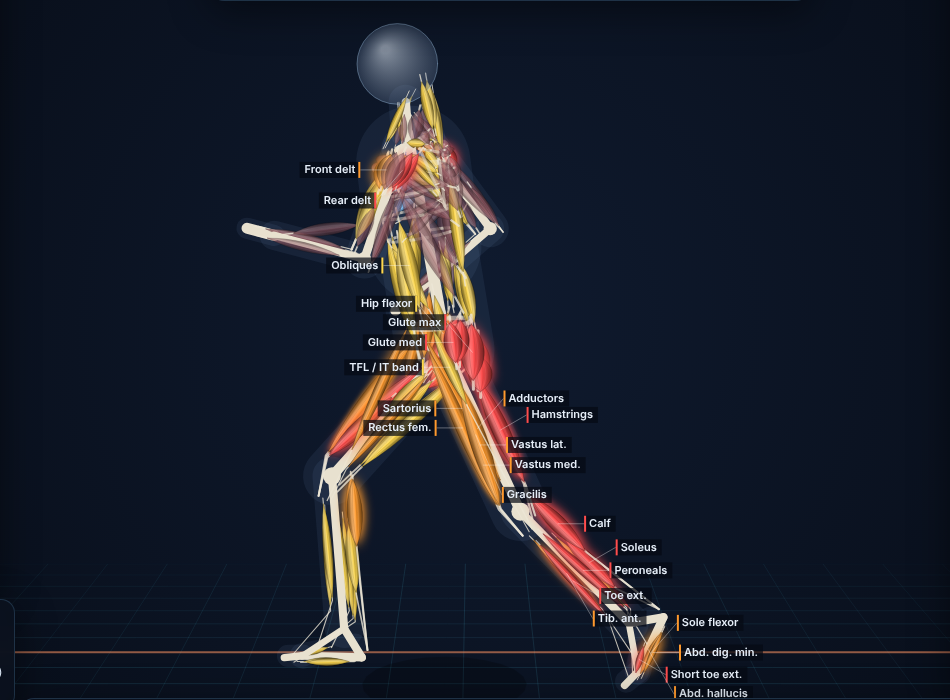 Front delt
Rear delt
Obliques
Hip flexor
Glute max
Glute med
TFL / IT band
Adductors
Sartorius
Hamstrings
Rectus fem.
Vastus lat.
Vastus med.
Gracilis
Calf
Soleus
Peroneals
Toe ext.
Tib. ant.
Sole flexor
Abd. dig. min.
Short toe ext.
Abd. hallucis